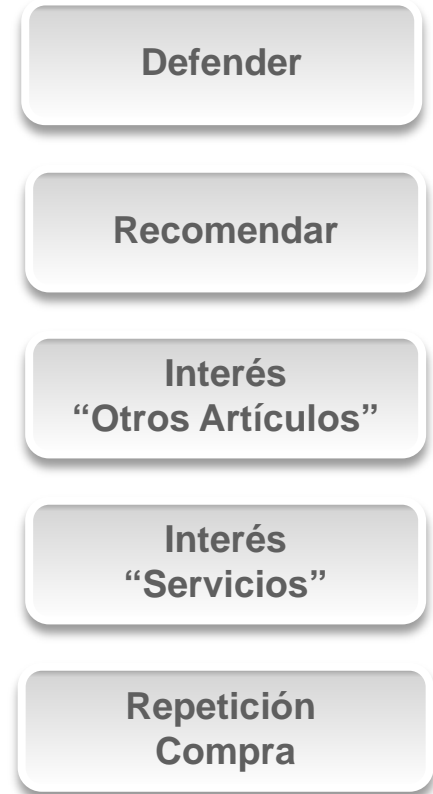 Defender
Recomendar
Interés
“Otros Artículos”
Interés
“Servicios”
Repetición
Compra